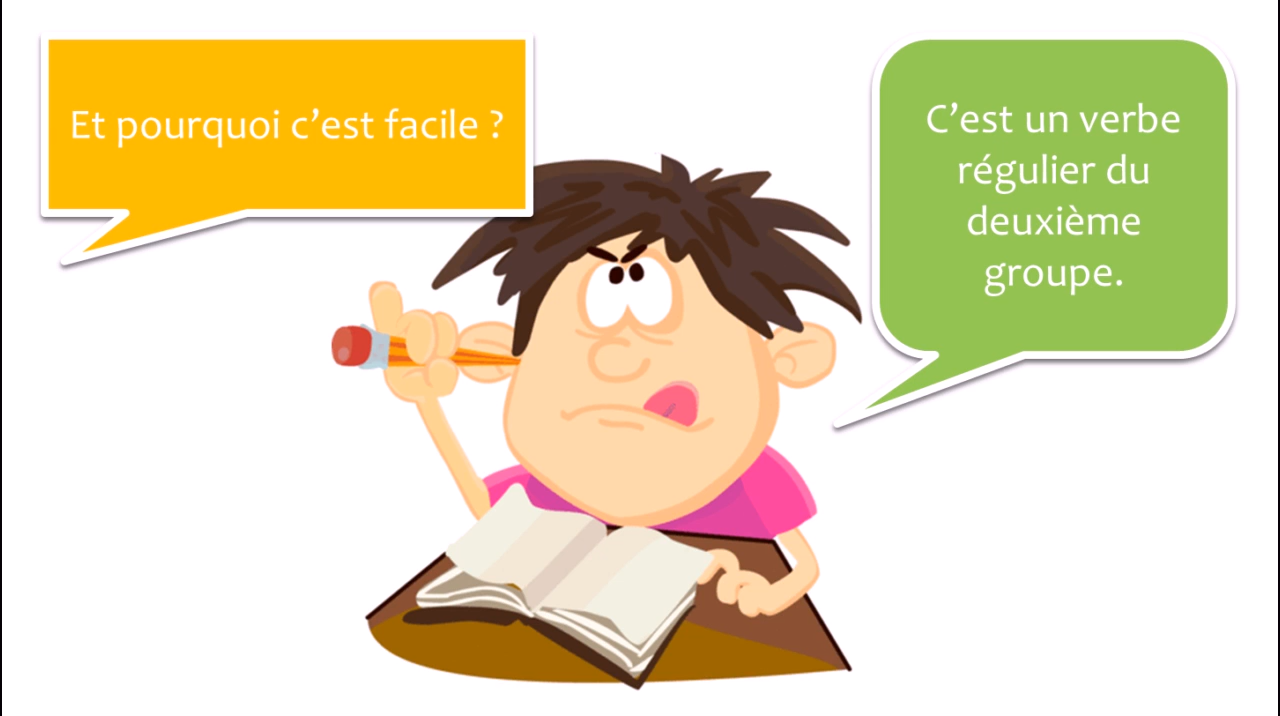 Et pourquoi c’est facile ?
C’est un verbe
régulier du
deuxième
groupe.